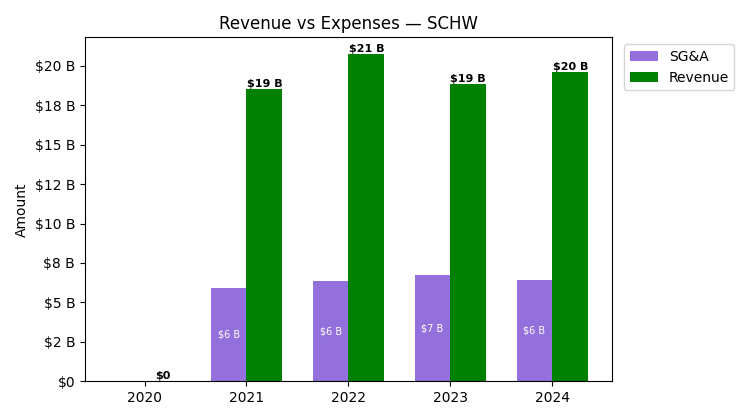 Revenue vs Expenses — SCHW
SG&A
Revenue
Amount
$20 B
$18 B
$15 B
$12 B
$10 B
$8 B
$5 B
$2 B
$0
$0
$6 B
$19 B
$6 B
$21 B
$7 B
$19 B
$6 B
$20 B
2020
2021
2022
2023
2024